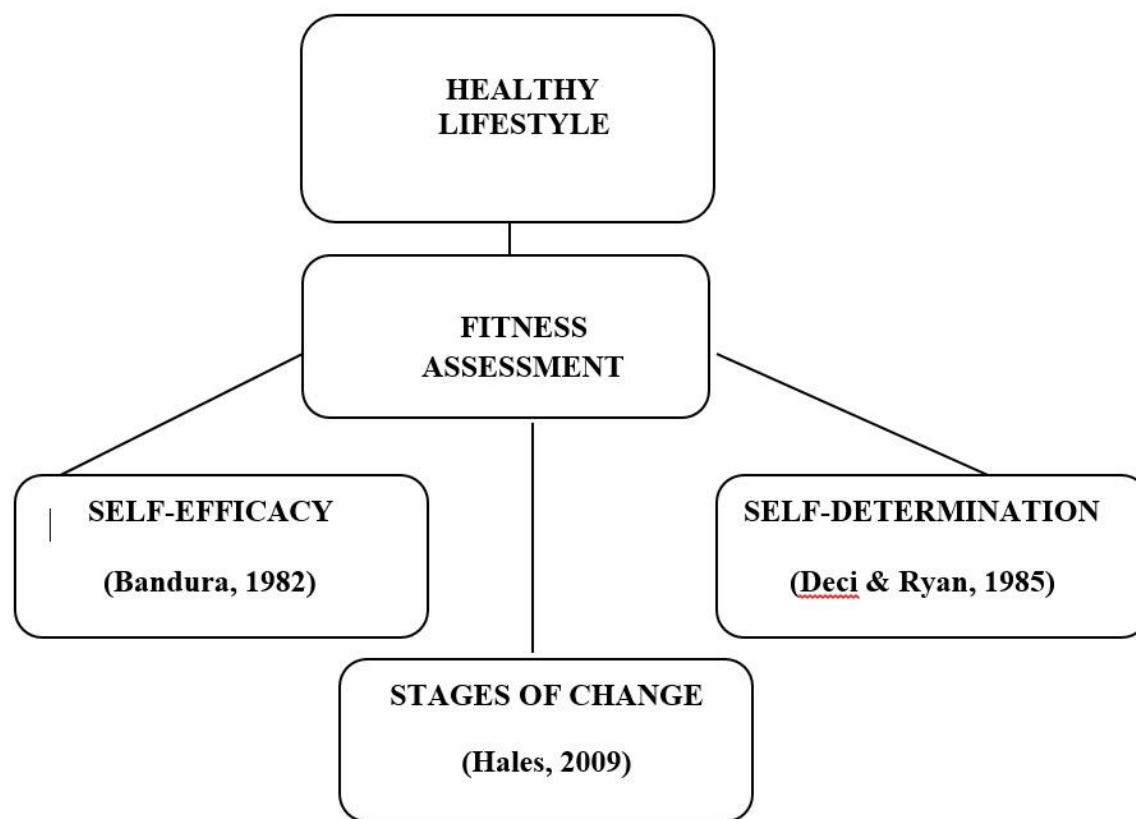 HEALTHY
LIFESTYLE
FITNESS
ASSESSMENT
SELF-EFFICACY
(Bandura, 1982)
SELF-DETERMINATION
(Deci & Ryan, 1985)
STAGES OF CHANGE
(Hales, 2009)